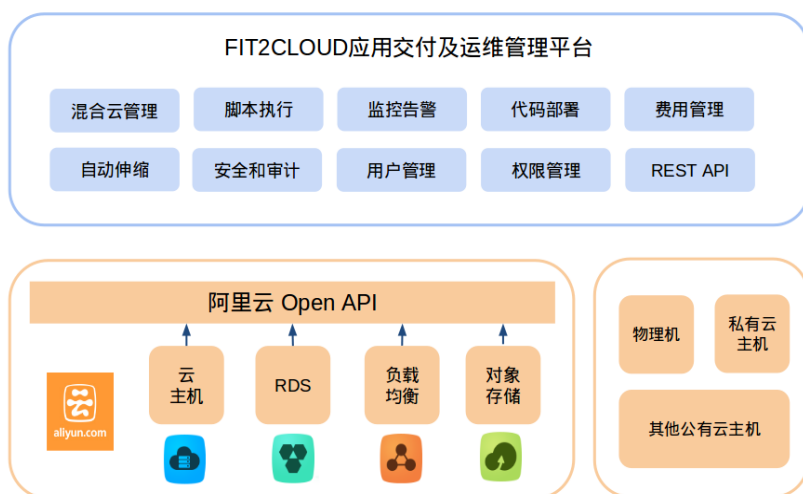 FIT2CLOUD应用交付及运维管理平台
混合云管理
脚本执行
监控告警
代码部署
费用管理
自动伸缩
安全和审计
用户管理
权限管理
REST API
阿里云 Open API
云
主机
RDS
负载
均衡
对象
存储
aliyun.com
物理机
私有云
主机
其他公有云主机